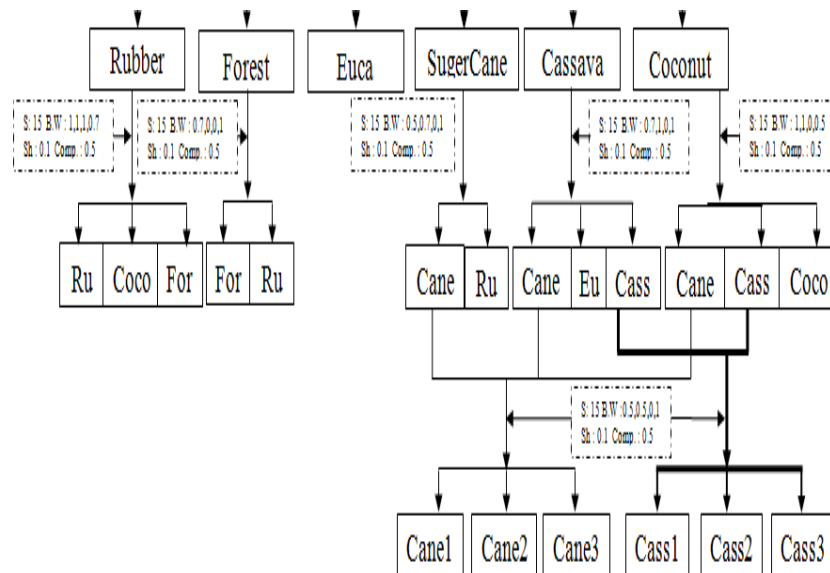 Rubber
Forest
Euca
SugerCane
Cassava
Coconut
S: 15 B.W : 1,1,1,0.7
Sh : 0.1 Comp. : 0.5
S: 15 B.W : 0.7,0,0,1
Sh : 0.1 Comp. : 0.5
S: 15 B.W : 0.5,0.7,0,1
Sh : 0.1 Comp. : 0.5
S: 15 B.W : 0.7,1,0,1
Sh : 0.1 Comp. : 0.5
S: 15 B.W : 1,1,0,0.5
Sh : 0.1 Comp. : 0.5
Ru
Coco
For
For
Ru
Cane
Ru
Cane
Eu
Cass
Cane
Cass
Coco
S: 15 B.W :0.5,0.5,0,1
Sh : 0.1 Comp. : 0.5
Cane1
Cane2
Cane3
Cass1
Cass2
Cass3